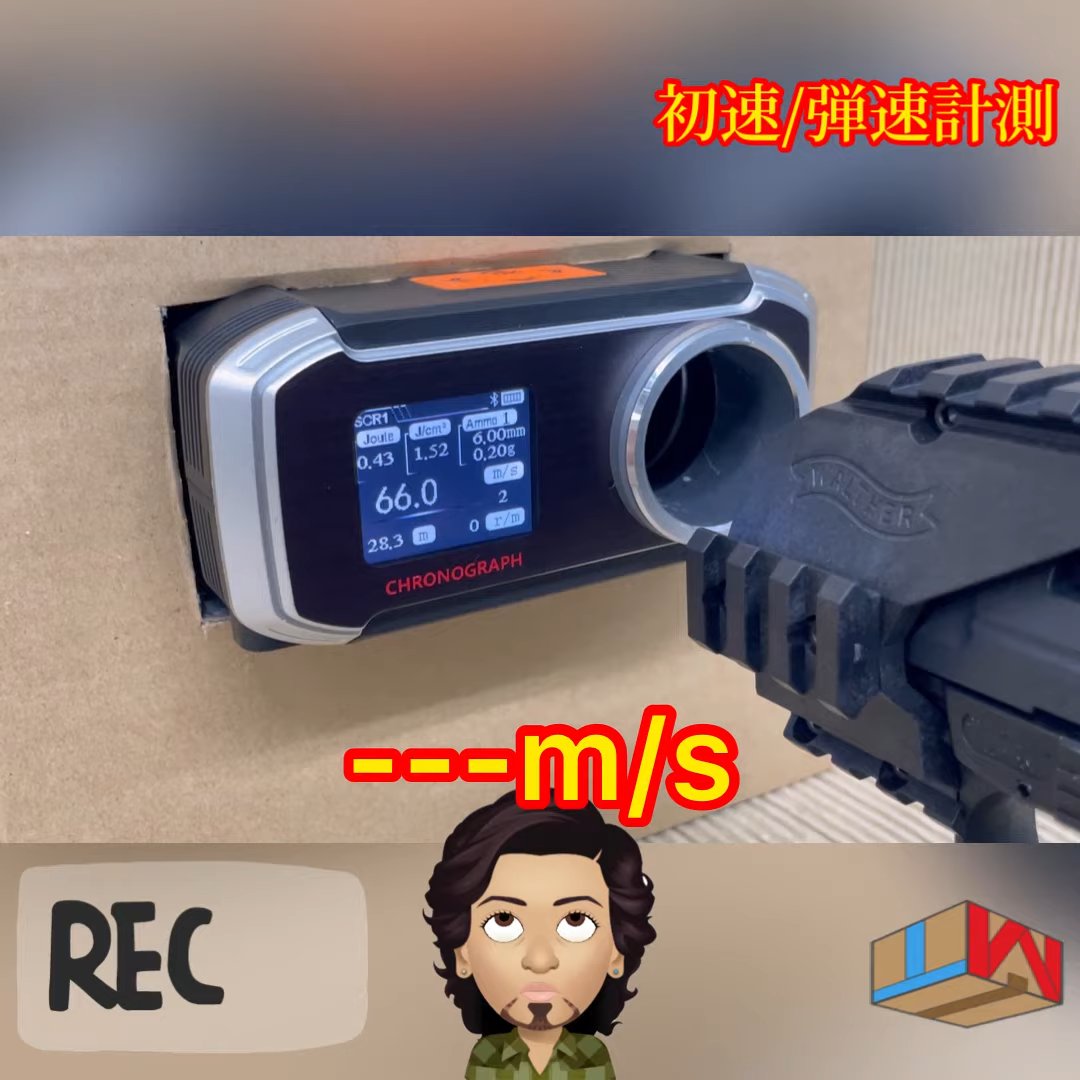 初速/弾速計測
SCR1
Joule
J/cm²
Ammo 1
0.43
1.52
6.00mm
0.20g
m/s
66.0
2
28.3 m
0 r/m
CHRONOGRAPH
WALTHER
---m/s
REC